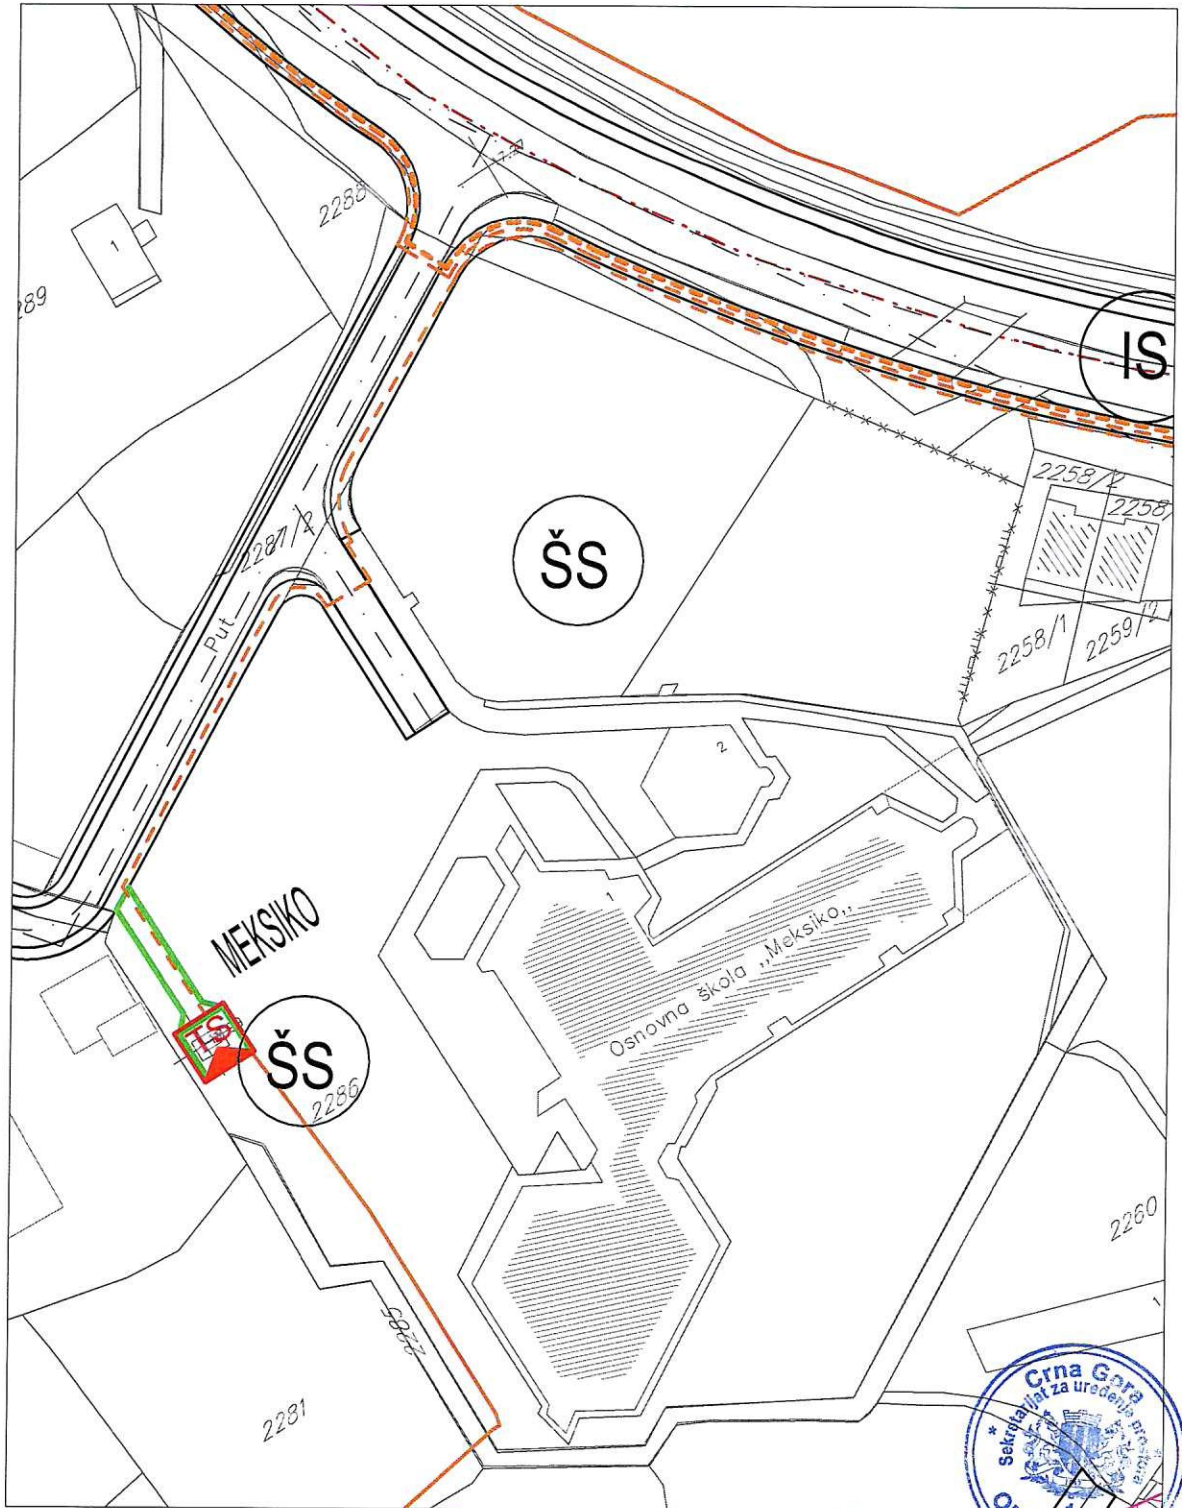 2288
1
289
IS
2258/2
2258/
ŠS
2287/2
Put
2258/1
2259/2
2
1
MEKSIKO
Osnovna škola „Meksiko„
TS
ŠS
2286
2260
2285
1
2281
Crna Gora
Sekretarijat za uređenje prostora